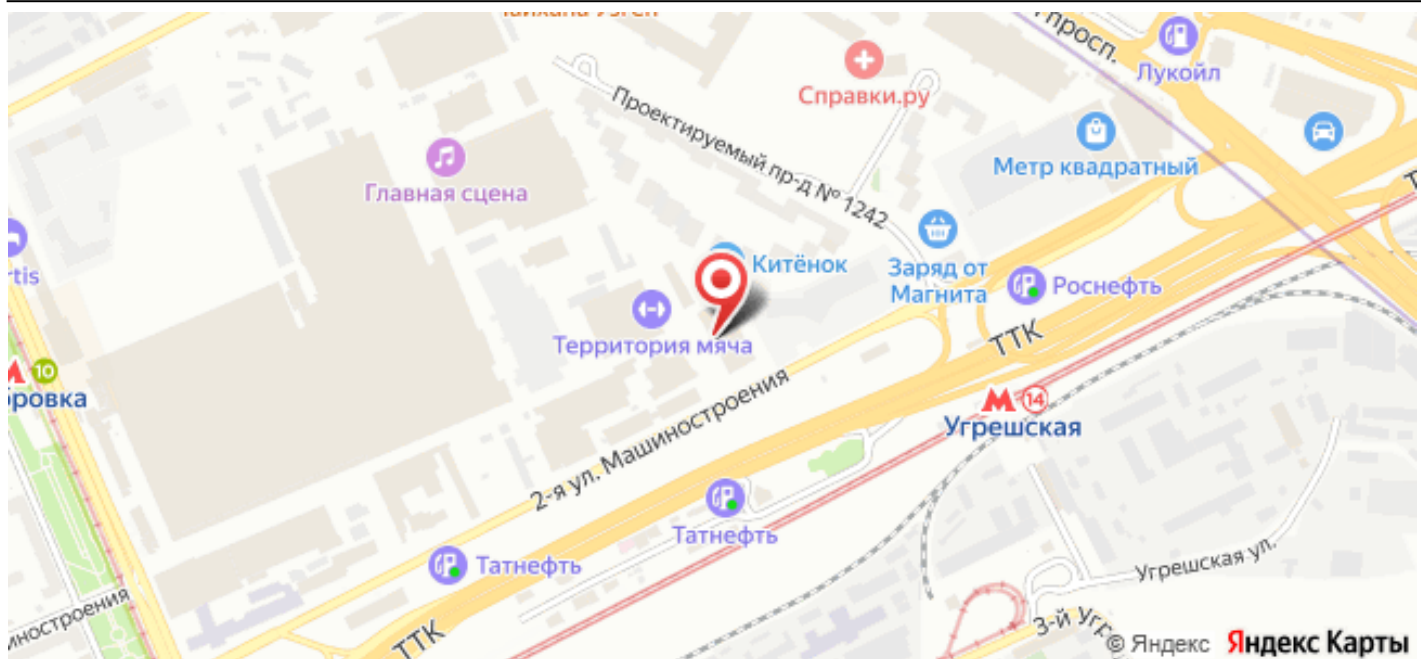 просп.
Лукойл
Справки.ру
Проектируемый пр-д № 1242
Метр квадратный
Главная сцена
Китёнок
Заряд от
Магнита
Роснефть
Территория мяча
ТТК
10
14
Угрешская
2-я ул. Машиностроения
Татнефть
Татнефть
Угрешская ул.
ТТК
3-й
© Яндекс Яндекс Карты